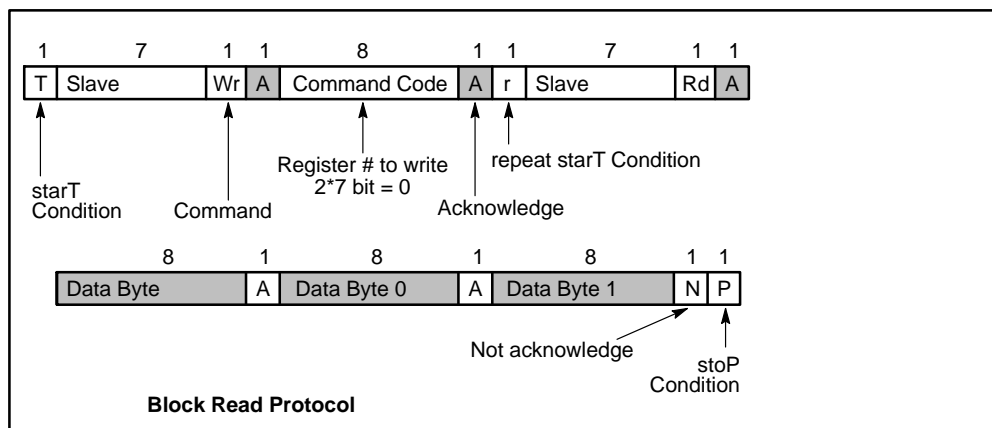 1 7 1 1 8 1 1 7 1 1
T Slave Wr A Command Code A r Slave Rd A
Register # to write
2*7 bit = 0
repeat starT Condition
starT
Condition
Command
Acknowledge
8 1 8 1 8 1 1
Data Byte A Data Byte 0 A Data Byte 1 N P
Not acknowledge
stoP
Condition
Block Read Protocol